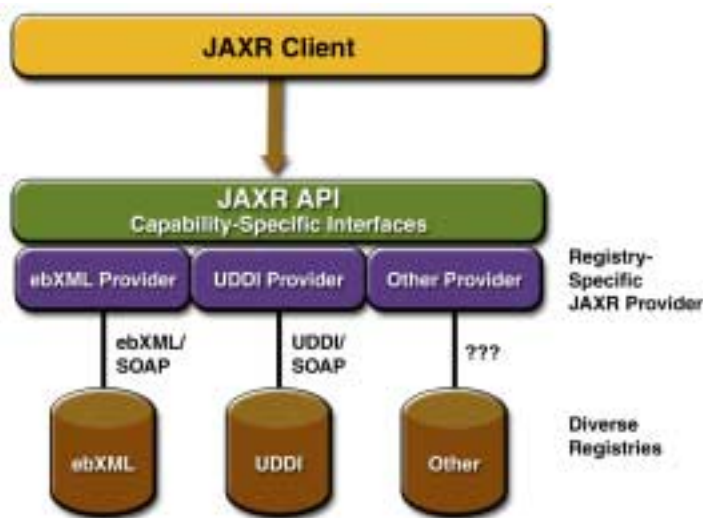 JAXR Client
JAXR API
Capability-Specific Interfaces
ebXML Provider
UDDI Provider
Other Provider
Registry-
Specific
JAXR Provider
ebXML/
SOAP
UDDI/
SOAP
???
ebXML
UDDI
Other
Diverse
Registries